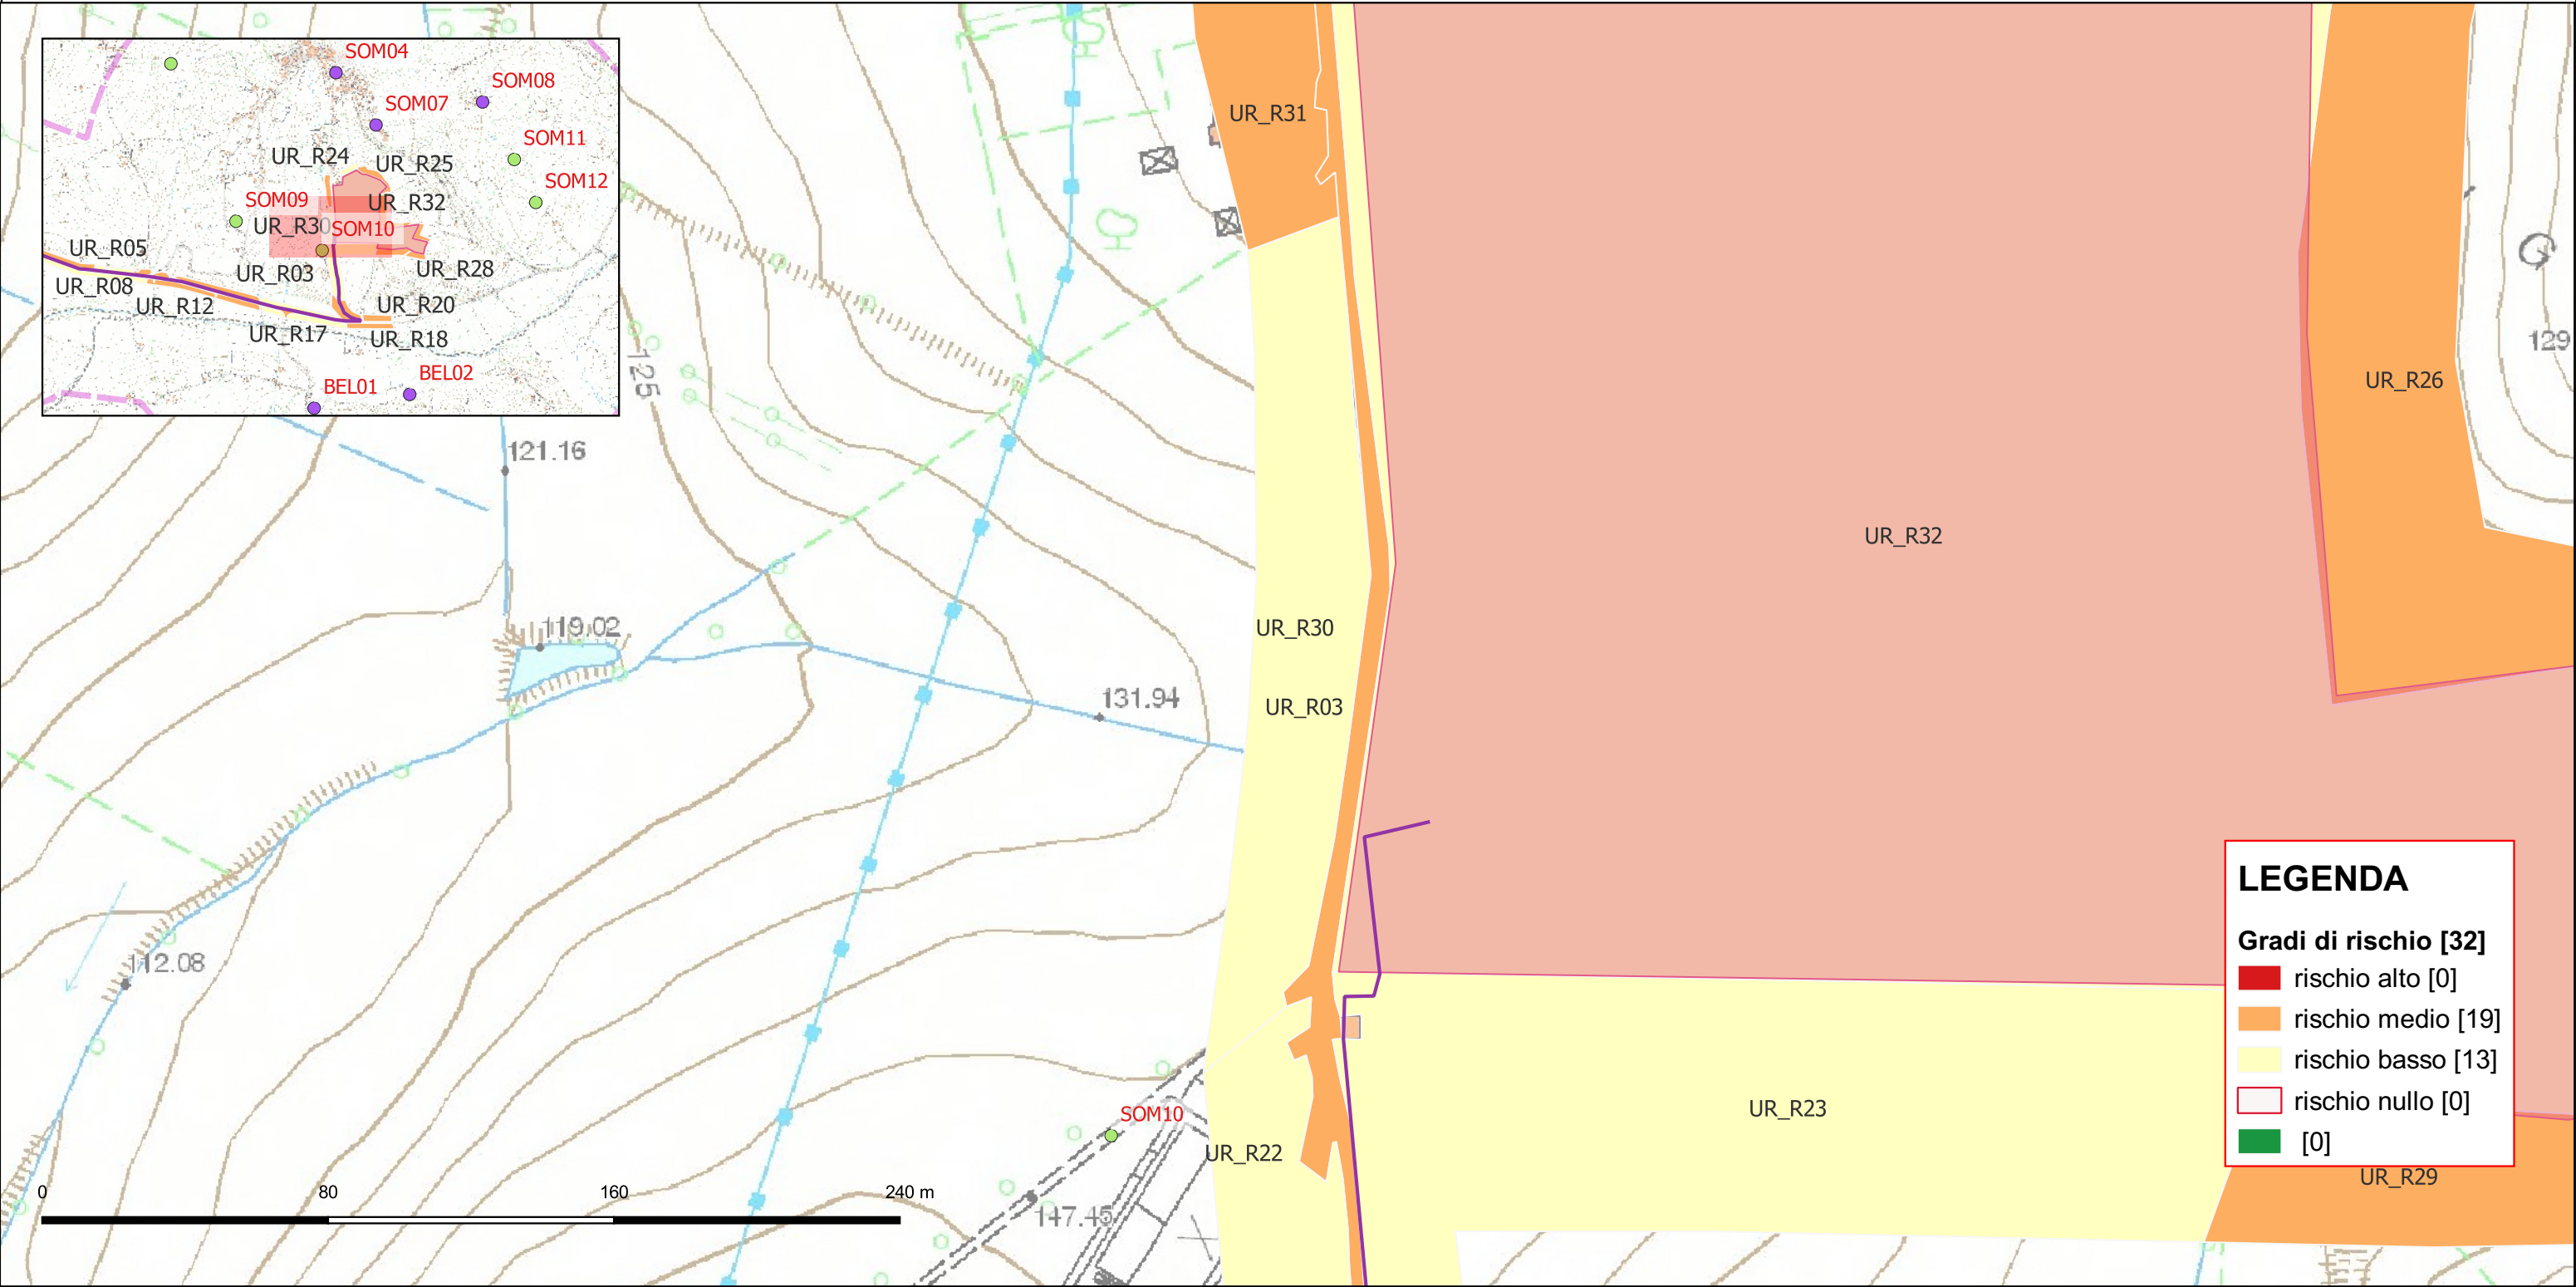 SOM04
SOM08
SOM07
SOM11
UR_R24
UR_R25
SOM12
SOM09
UR_R32
UR_R30
SOM10
UR_R05
UR_R03
UR_R28
UR_R08
UR_R12
UR_R20
UR_R17
UR_R18
BEL02
BEL01
UR_R31
125
129
UR_R26
121.16
UR_R32
119.02
UR_R30
131.94
UR_R03
112.08
SOM10
UR_R23
UR_R22
147.45
UR_R29
0 80 160 240 m
LEGENDA
Gradi di rischio [32]
rischio alto [0]
rischio medio [19]
rischio basso [13]
rischio nullo [0]
[0]